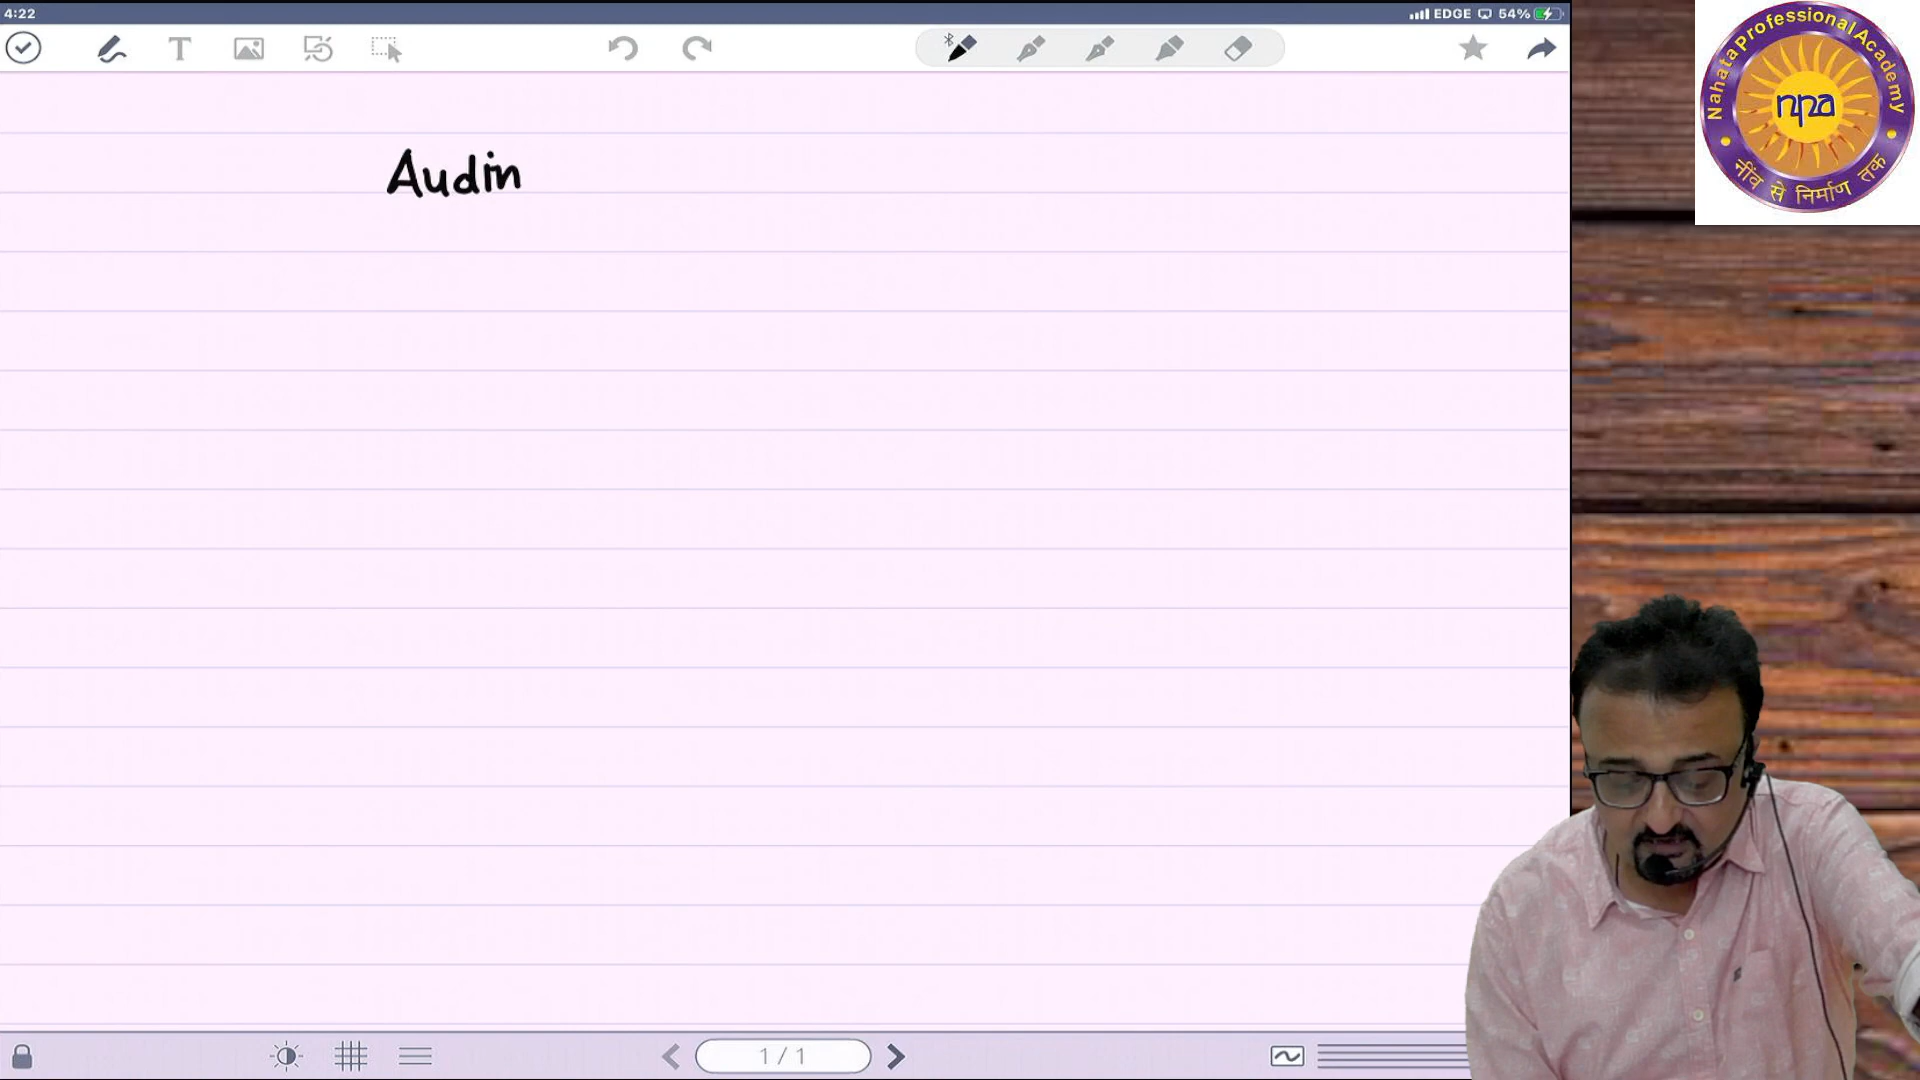 4:22
EDGE 54%
Audin
1 / 1
Nahata Professional Academy
npa
नींव से निर्माण तक